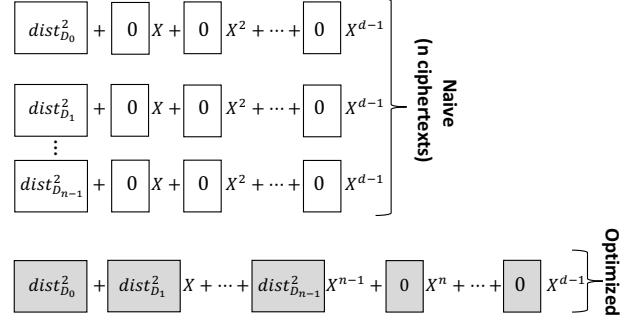 dist²_{D_0} + 0 X + 0 X² + ⋯ + 0 X^{d−1}
dist²_{D_1} + 0 X + 0 X² + ⋯ + 0 X^{d−1}
⋮
dist²_{D_{n−1}} + 0 X + 0 X² + ⋯ + 0 X^{d−1}
Naive
(n ciphertexts)
dist²_{D_0} + dist²_{D_1} X + ⋯ + dist²_{D_{n−1}} X^{n−1} + 0 X^n + ⋯ + 0 X^{d−1}
Optimized